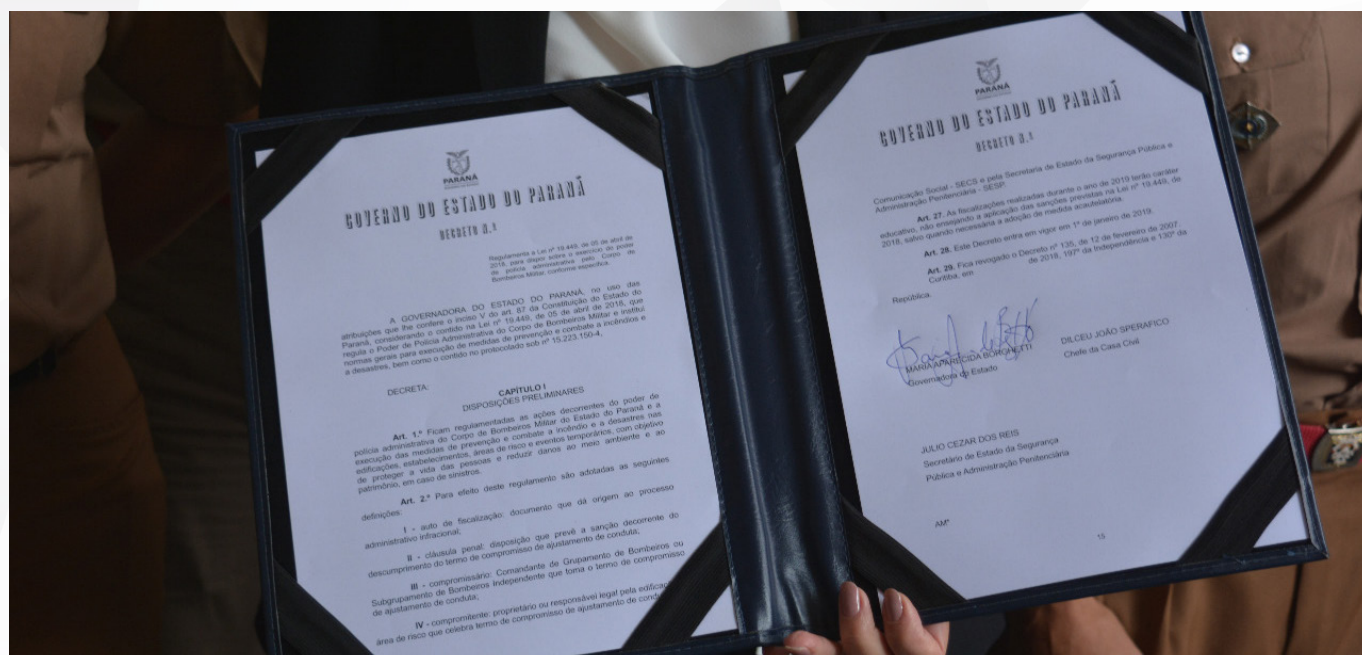 PARANÁ
GOVERNO DO ESTADO DO PARANÁ
DECRETO N.º
Regulamenta a Lei nº 19.449, de 05 de abril de
2018, para dispor sobre o exercício do poder
de polícia administrativa pelo Corpo de
Bombeiros Militar, conforme especifica.
A GOVERNADORA DO ESTADO DO PARANÁ, no uso das
atribuições que lhe confere o inciso V do art. 87 da Constituição do Estado do
Paraná, considerando o contido na Lei nº 19.449, de 05 de abril de 2018, que
regula o Poder de Polícia Administrativa do Corpo de Bombeiros Militar e institui
normas gerais para execução de medidas de prevenção e combate a incêndios e
a desastres, bem como o contido no protocolado sob nº 15.223.150-4,
DECRETA:
CAPÍTULO I
DISPOSIÇÕES PRELIMINARES
Art. 1.º Ficam regulamentadas as ações decorrentes do poder de
polícia administrativa do Corpo de Bombeiros Militar do Estado do Paraná e a
execução das medidas de prevenção e combate a incêndio e a desastres nas
edificações, estabelecimentos, áreas de risco e eventos temporários, com objetivo
de proteger a vida das pessoas e reduzir danos ao meio ambiente e ao
patrimônio, em caso de sinistros.
Art. 2.º Para efeito deste regulamento são adotadas as seguintes
definições:
I - auto de fiscalização: documento que dá origem ao processo
administrativo infracional;
II - cláusula penal: disposição que prevê a sanção decorrente do
descumprimento do termo de compromisso de ajustamento de conduta;
III - compromissário: Comandante de Grupamento de Bombeiros ou
Subgrupamento de Bombeiros Independente que toma o termo de compromisso
de ajustamento de conduta;
IV - compromitente: proprietário ou responsável legal pela edificação
área de risco que celebra termo de compromisso de ajustamento de
PARANÁ
GOVERNO DO ESTADO DO PARANÁ
DECRETO N.º
Comunicação Social - SECS e pela Secretaria de Estado da Segurança Pública e
Administração Penitenciária - SESP.
Art. 27. As fiscalizações realizadas durante o ano de 2019 terão caráter
educativo, não ensejando a aplicação das sanções previstas na Lei nº 19.449, de
2018, salvo quando necessária a adoção de medida acautelatória.
Art. 28. Este Decreto entra em vigor em 1º de janeiro de 2019.
Art. 29. Fica revogado o Decreto nº 135, de 12 de fevereiro de 2007.
Curitiba, em de 2018, 197º da Independência e 130º da
República.
MARIA APARECIDA BORGHETTI
Governadora do Estado
DILCEU JOÃO SPERAFICO
Chefe da Casa Civil
JULIO CEZAR DOS REIS
Secretário de Estado da Segurança
Pública e Administração Penitenciária
AM*
15